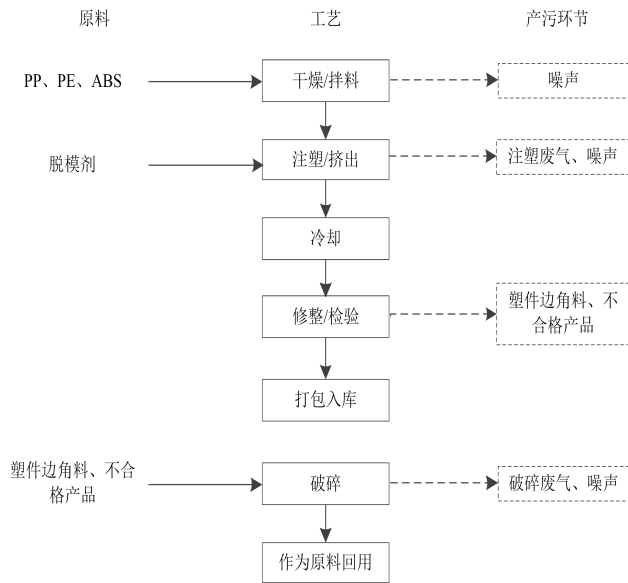 原料 工艺 产污环节
PP、PE、ABS 干燥/拌料 噪声
脱模剂 注塑/挤出 注塑废气、噪声
冷却
修整/检验 塑件边角料、不
合格产品
打包入库
塑件边角料、不合
格产品 破碎 破碎废气、噪声
作为原料回用